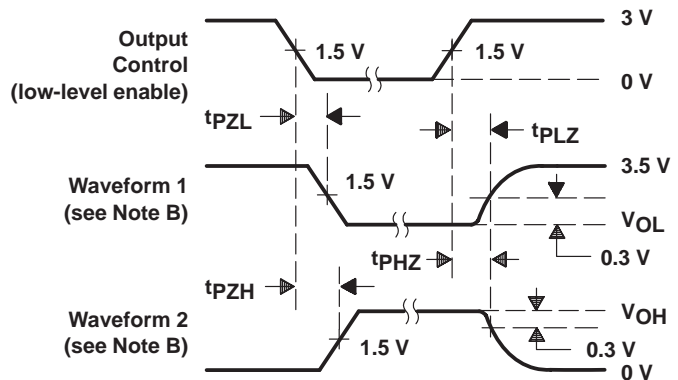 3 V
Output
Control
(low-level enable)
1.5 V
1.5 V
0 V
tPZL
tPLZ
3.5 V
Waveform 1
(see Note B)
1.5 V
VOL
tPHZ
0.3 V
tPZH
VOH
Waveform 2
(see Note B)
1.5 V
0.3 V
0 V